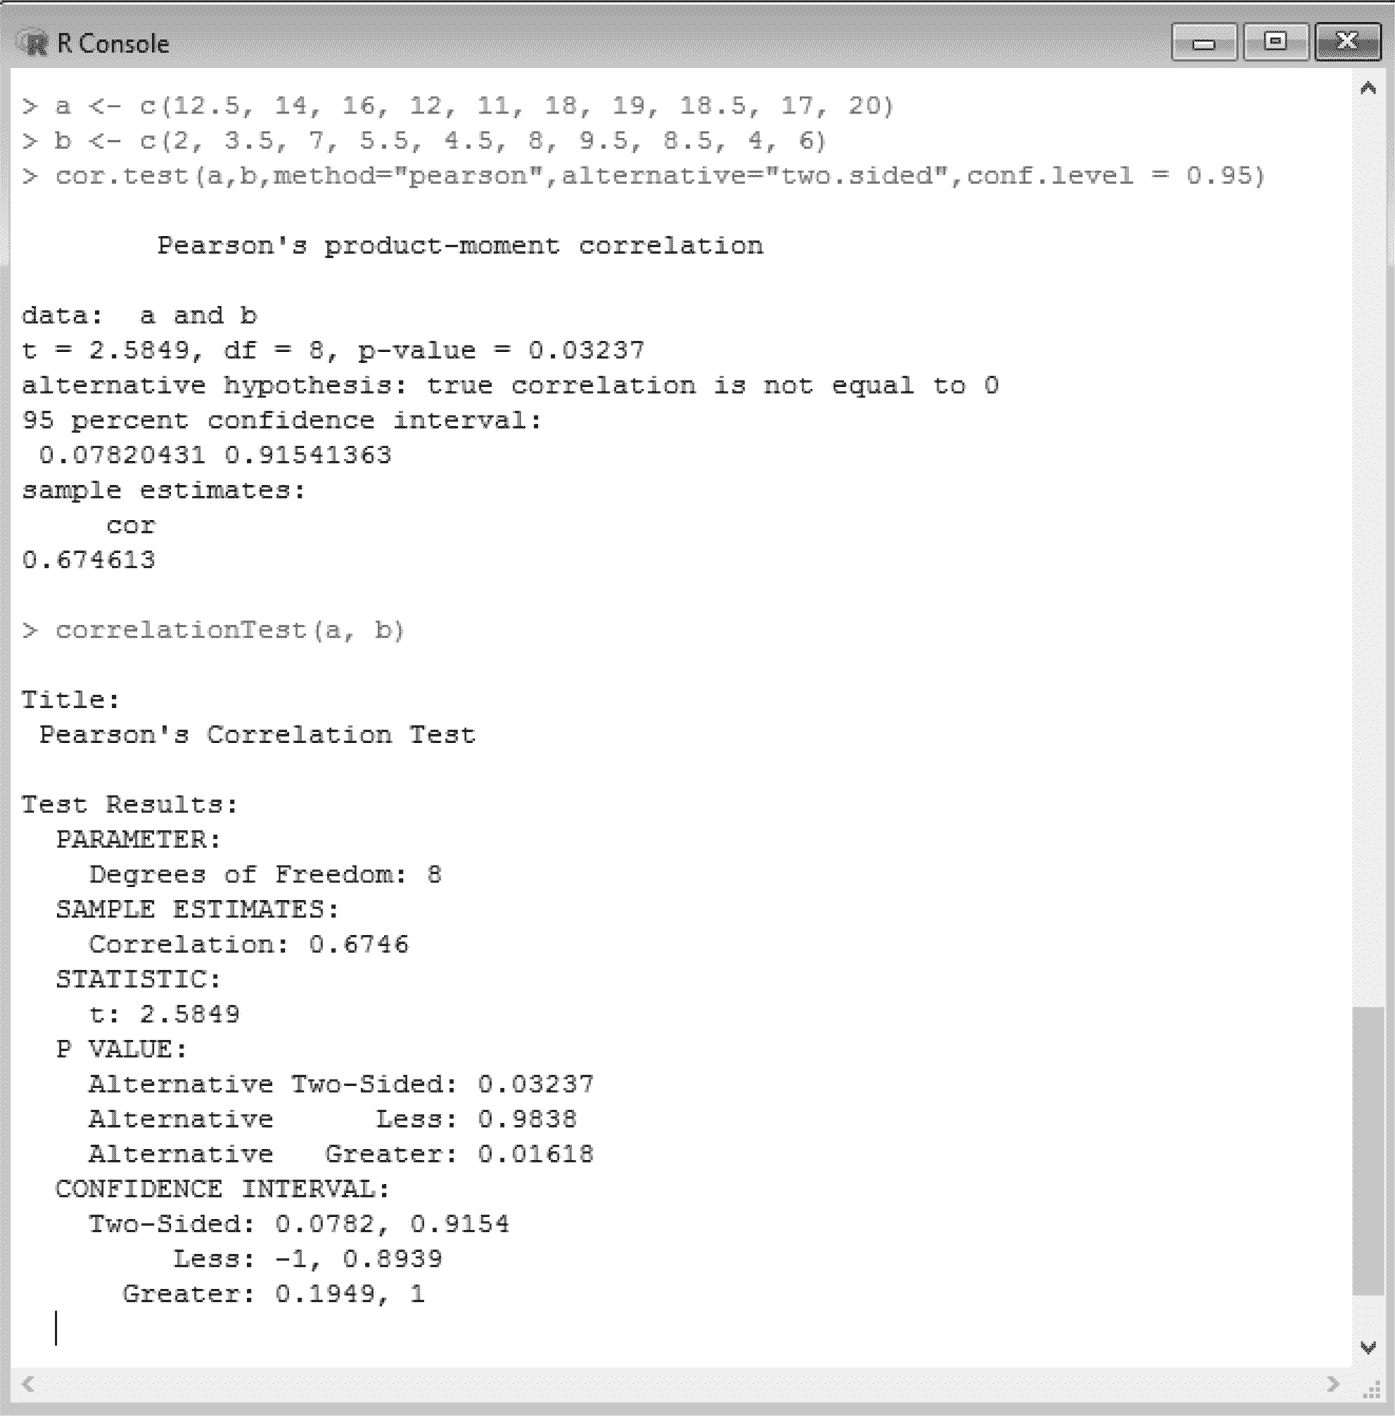 R Console
> a <- c(12.5, 14, 16, 12, 11, 18, 19, 18.5, 17, 20)
> b <- c(2, 3.5, 7, 5.5, 4.5, 8, 9.5, 8.5, 4, 6)
> cor.test(a,b,method="pearson",alternative="two.sided",conf.level = 0.95)
Pearson's product-moment correlation
data:  a and b
t = 2.5849, df = 8, p-value = 0.03237
alternative hypothesis: true correlation is not equal to 0
95 percent confidence interval:
 0.07820431 0.91541363
sample estimates:
     cor
0.674613
> correlationTest(a, b)
Title:
 Pearson's Correlation Test
Test Results:
  PARAMETER:
    Degrees of Freedom: 8
  SAMPLE ESTIMATES:
    Correlation: 0.6746
  STATISTIC:
    t: 2.5849
  P VALUE:
    Alternative Two-Sided: 0.03237
    Alternative      Less: 0.9838
    Alternative   Greater: 0.01618
  CONFIDENCE INTERVAL:
    Two-Sided: 0.0782, 0.9154
         Less: -1, 0.8939
      Greater: 0.1949, 1